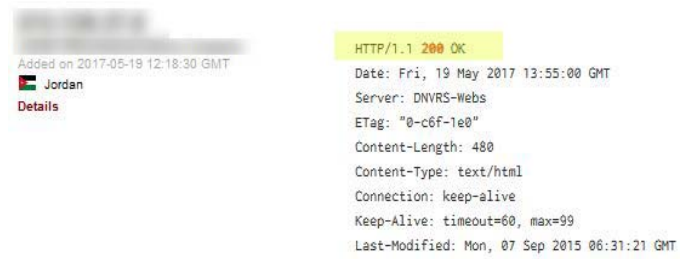 Added on 2017-05-19 12:18:30 GMT
Jordan
Details
HTTP/1.1 200 OK
Date: Fri, 19 May 2017 13:55:00 GMT
Server: DNVRS-Webs
ETag: "0-c6f-1e0"
Content-Length: 480
Content-Type: text/html
Connection: keep-alive
Keep-Alive: timeout=60, max=99
Last-Modified: Mon, 07 Sep 2015 06:31:21 GMT